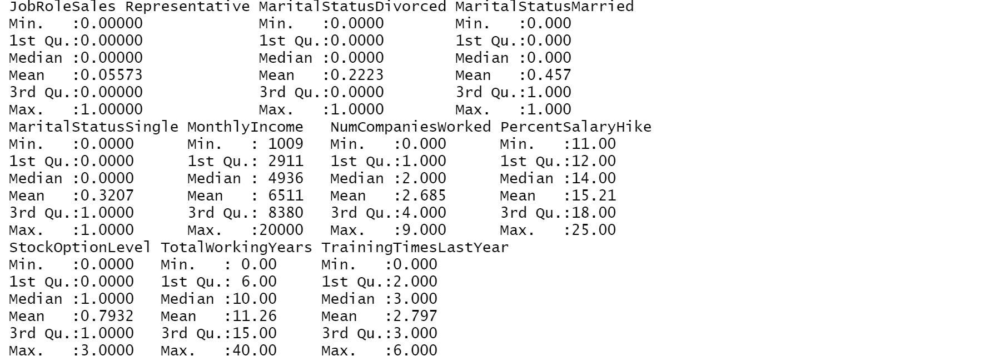 JobRoleSales Representative MaritalStatusDivorced MaritalStatusMarried
Min.   :0.00000             Min.   :0.0000        Min.   :0.000
1st Qu.:0.00000             1st Qu.:0.0000        1st Qu.:0.000
Median :0.00000             Median :0.0000        Median :0.000
Mean   :0.05573             Mean   :0.2223        Mean   :0.457
3rd Qu.:0.00000             3rd Qu.:0.0000        3rd Qu.:1.000
Max.   :1.00000             Max.   :1.0000        Max.   :1.000
MaritalStatusSingle MonthlyIncome   NumCompaniesWorked PercentSalaryHike
Min.   :0.0000      Min.   : 1009   Min.   :0.000      Min.   :11.00
1st Qu.:0.0000      1st Qu.: 2911   1st Qu.:1.000      1st Qu.:12.00
Median :0.0000      Median : 4936   Median :2.000      Median :14.00
Mean   :0.3207      Mean   : 6511   Mean   :2.685      Mean   :15.21
3rd Qu.:1.0000      3rd Qu.: 8380   3rd Qu.:4.000      3rd Qu.:18.00
Max.   :1.0000      Max.   :20000   Max.   :9.000      Max.   :25.00
StockOptionLevel TotalWorkingYears TrainingTimesLastYear
Min.   :0.0000   Min.   : 0.00     Min.   :0.000
1st Qu.:0.0000   1st Qu.: 6.00     1st Qu.:2.000
Median :1.0000   Median :10.00     Median :3.000
Mean   :0.7932   Mean   :11.26     Mean   :2.797
3rd Qu.:1.0000   3rd Qu.:15.00     3rd Qu.:3.000
Max.   :3.0000   Max.   :40.00     Max.   :6.000